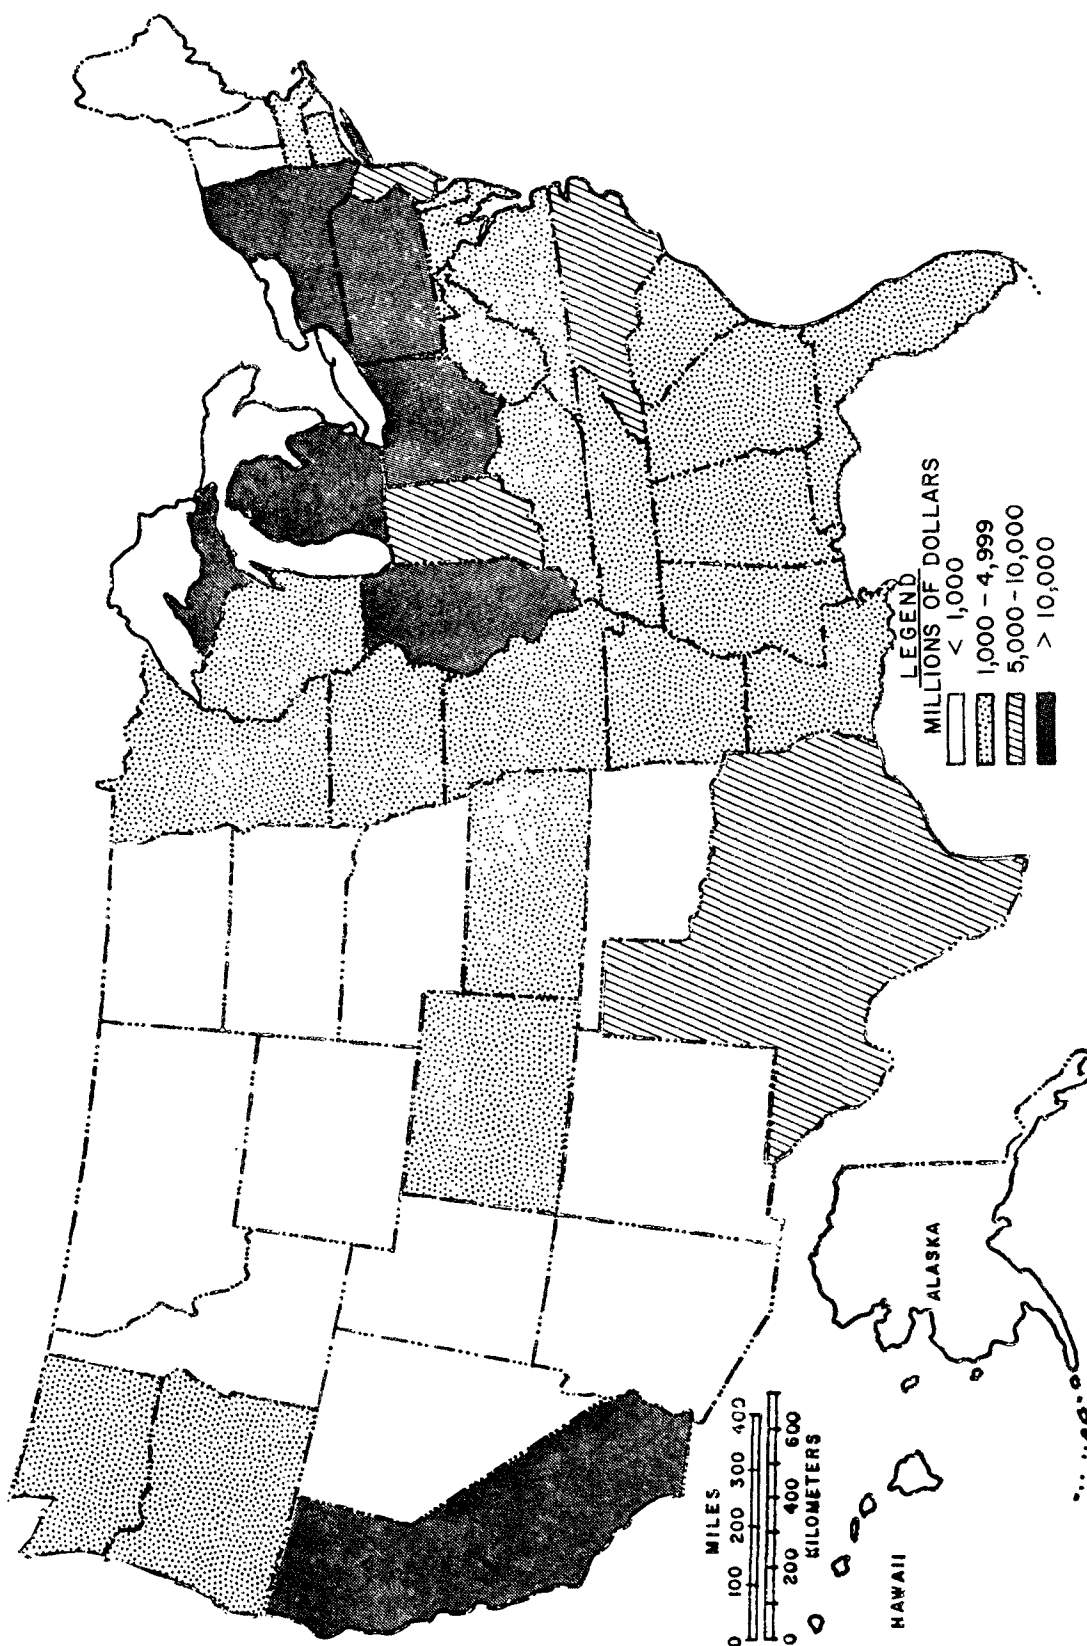 LEGEND
MILLIONS OF DOLLARS
< 1,000
1,000 - 4,999
5,000 - 10,000
> 10,000
MILES
0 100 200 300 400
0 200 400 600
KILOMETERS
HAWAII
ALASKA